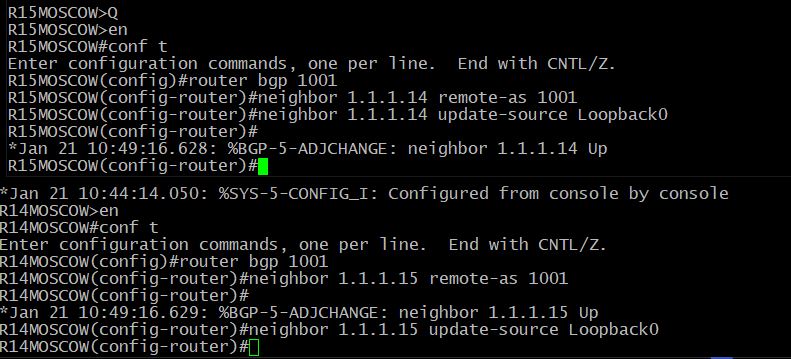 R15MOSCOW>Q
R15MOSCOW>en
R15MOSCOW#conf t
Enter configuration commands, one per line.  End with CNTL/Z.
R15MOSCOW(config)#router bgp 1001
R15MOSCOW(config-router)#neighbor 1.1.1.14 remote-as 1001
R15MOSCOW(config-router)#neighbor 1.1.1.14 update-source Loopback0
R15MOSCOW(config-router)#
*Jan 21 10:49:16.628: %BGP-5-ADJCHANGE: neighbor 1.1.1.14 Up
R15MOSCOW(config-router)#
*Jan 21 10:44:14.050: %SYS-5-CONFIG_I: Configured from console by console
R14MOSCOW>en
R14MOSCOW#conf t
Enter configuration commands, one per line.  End with CNTL/Z.
R14MOSCOW(config)#router bgp 1001
R14MOSCOW(config-router)#neighbor 1.1.1.15 remote-as 1001
R14MOSCOW(config-router)#
*Jan 21 10:49:16.629: %BGP-5-ADJCHANGE: neighbor 1.1.1.15 Up
R14MOSCOW(config-router)#neighbor 1.1.1.15 update-source Loopback0
R14MOSCOW(config-router)#